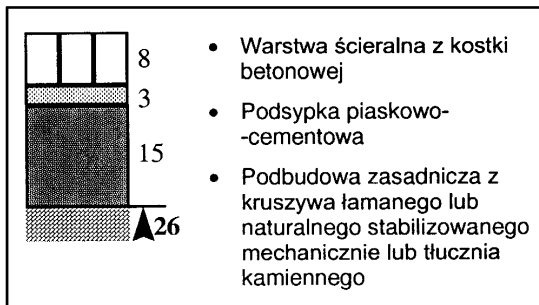 8
3
15
26
• Warstwa ścieralna z kostki
betonowej
• Podsypka piaskowo-
-cementowa
• Podbudowa zasadnicza z
kruszywa łamanego lub
naturalnego stabilizowanego
mechanicznie lub tłucznia
kamiennego